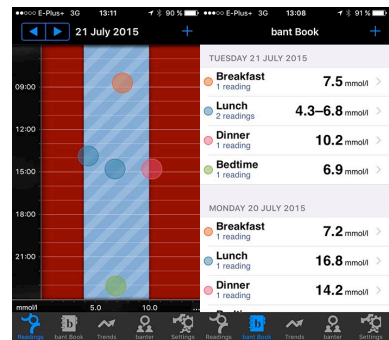 E-Plus+ 3G 13:11 90 %
21 July 2015
+
09:00
12:00
15:00
18:00
21:00
mmol/l 5.0 10.0 ...
Readings bant Book Trends banter Settings
E-Plus 3G 13:08 91 %
bant Book
+
TUESDAY 21 JULY 2015
Breakfast 7.5 mmol/l
1 reading
Lunch 4.3–6.8 mmol/l
2 readings
Dinner 10.2 mmol/l
1 reading
Bedtime 6.9 mmol/l
1 reading
MONDAY 20 JULY 2015
Breakfast 7.2 mmol/l
1 reading
Lunch 16.8 mmol/l
1 reading
Dinner 14.2 mmol/l
1 reading
Readings bant Book Trends banter Settings